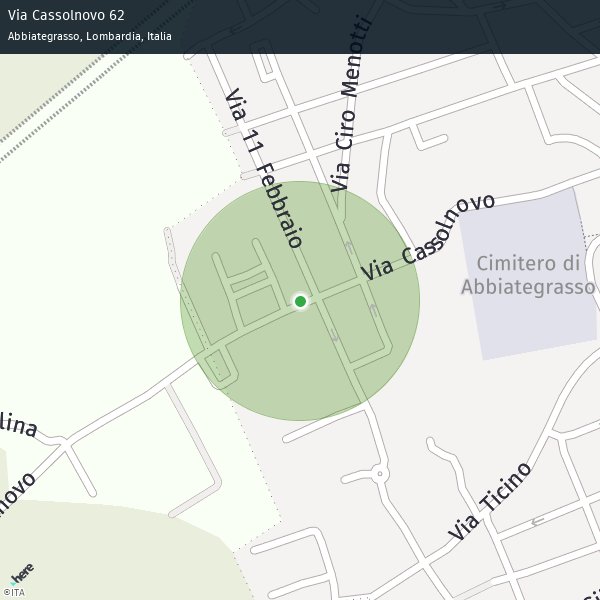 Via Cassolnovo 62
Abbiategrasso, Lombardia, Italia
Via Ciro Menotti
Via 11 Febbraio
Via Cassolnovo
Cimitero di
Abbiategrasso
lina
novo
Via Ticino
here
©ITA